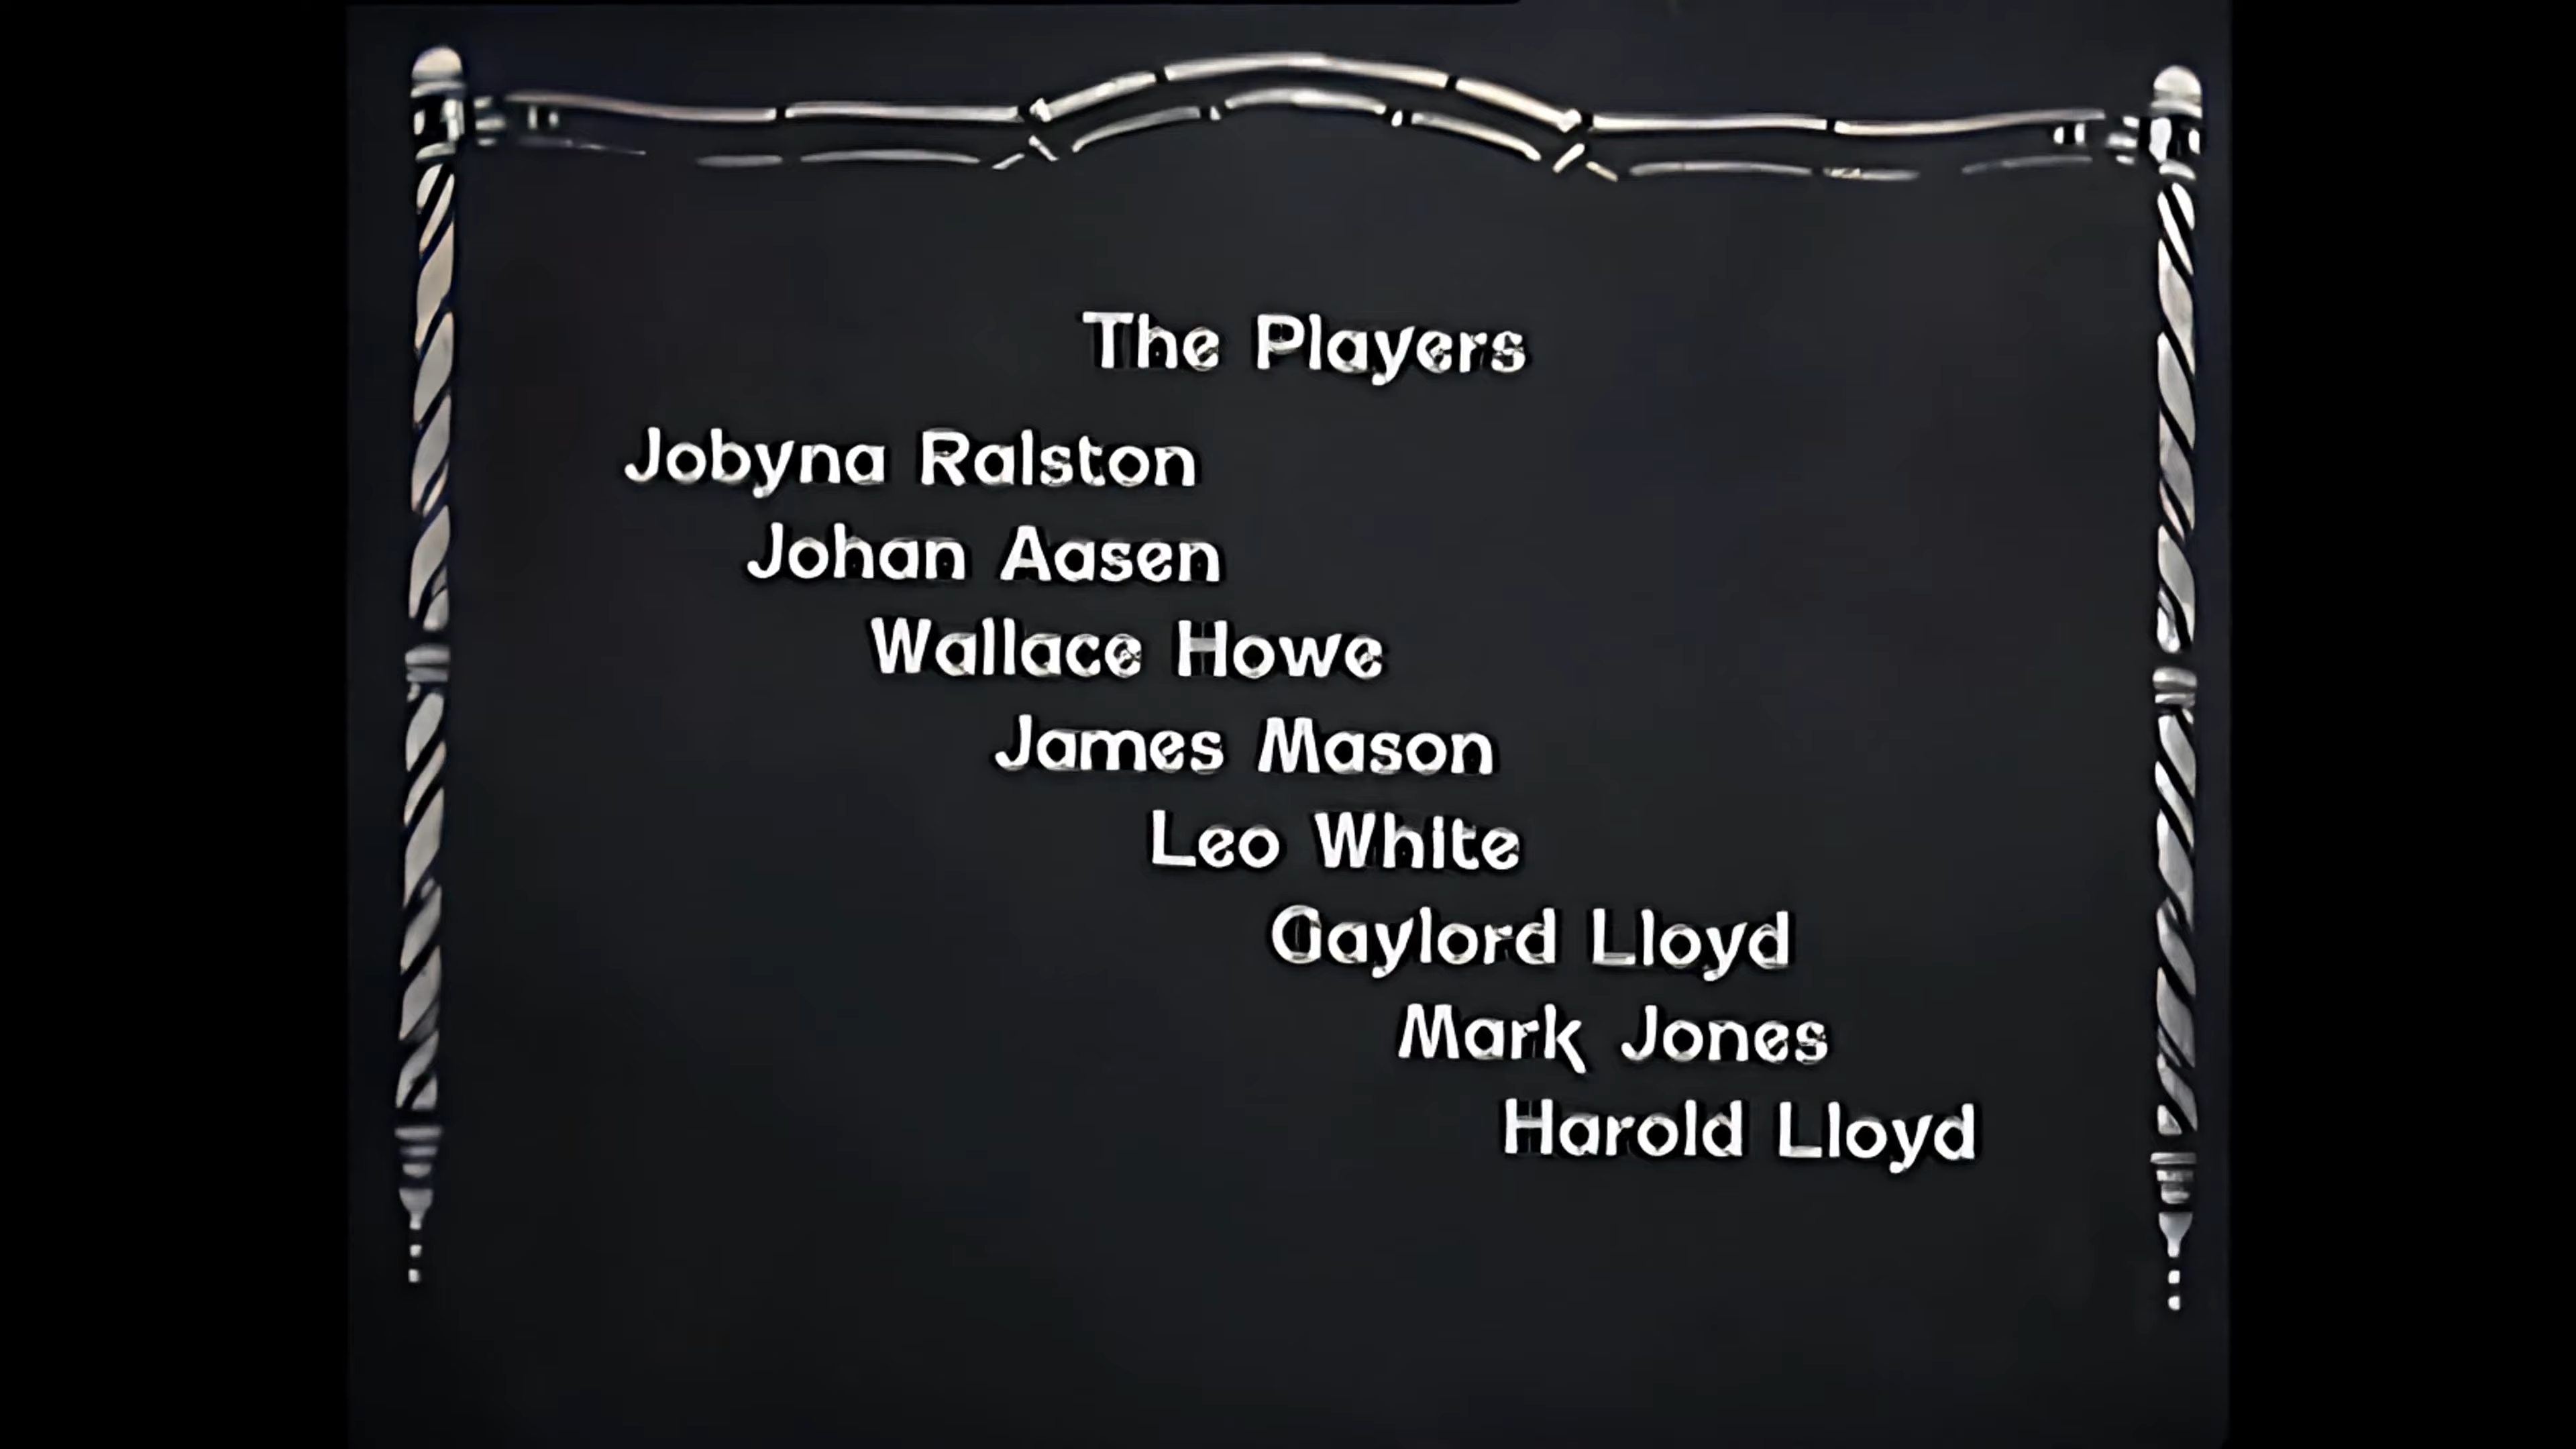 The Players
Jobyna Ralston
Johan Aasen
Wallace Howe
James Mason
Leo White
Gaylord Lloyd
Mark Jones
Harold Lloyd